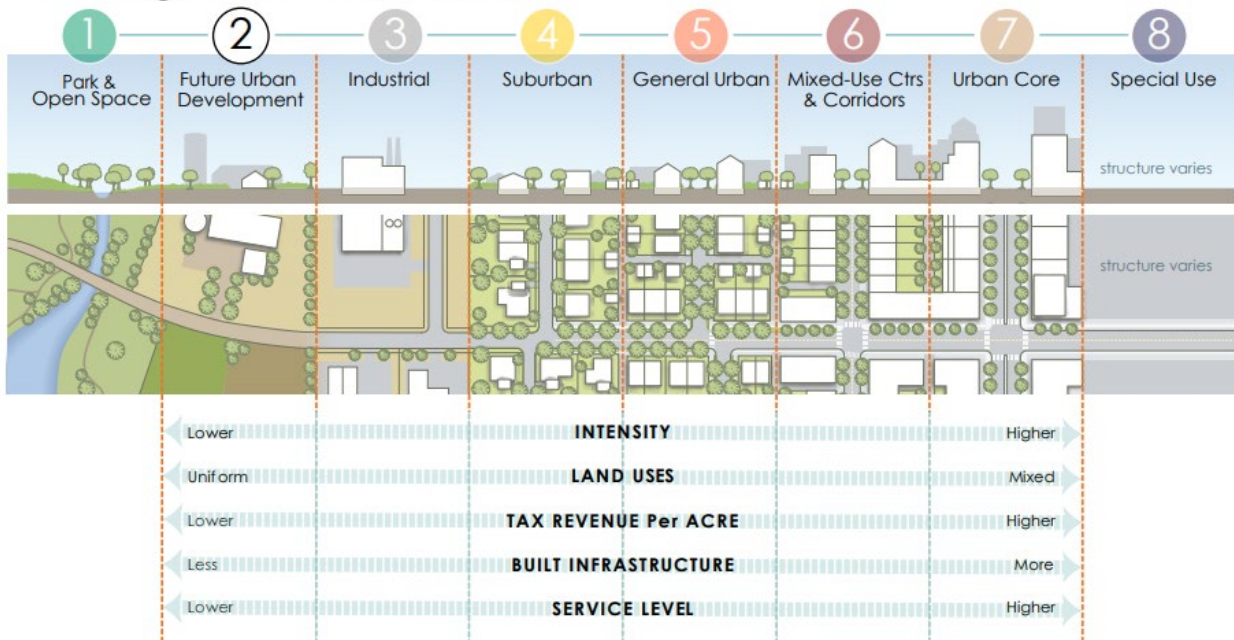 1
2
3
4
5
6
7
8
Park &
Open Space
Future Urban
Development
Industrial
Suburban
General Urban
Mixed-Use Ctrs
& Corridors
Urban Core
Special Use
structure varies
structure varies
Lower INTENSITY Higher
Uniform LAND USES Mixed
Lower TAX REVENUE Per ACRE Higher
Less BUILT INFRASTRUCTURE More
Lower SERVICE LEVEL Higher